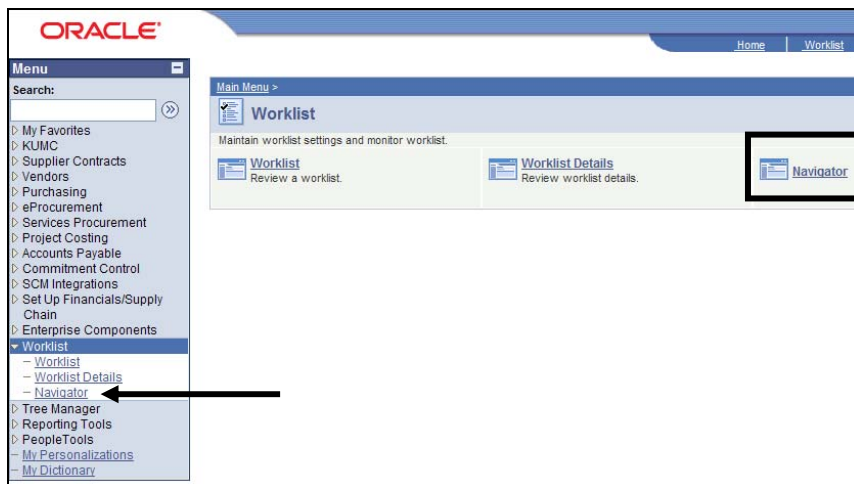 ORACLE
Home Worklist
Menu
Search:
My Favorites
KUMC
Supplier Contracts
Vendors
Purchasing
eProcurement
Services Procurement
Project Costing
Accounts Payable
Commitment Control
SCM Integrations
Set Up Financials/Supply
Chain
Enterprise Components
Worklist
Worklist
Worklist Details
Navigator
Tree Manager
Reporting Tools
PeopleTools
My Personalizations
My Dictionary
Main Menu >
Worklist
Maintain worklist settings and monitor worklist.
Worklist
Review a worklist.
Worklist Details
Review worklist details.
Navigator